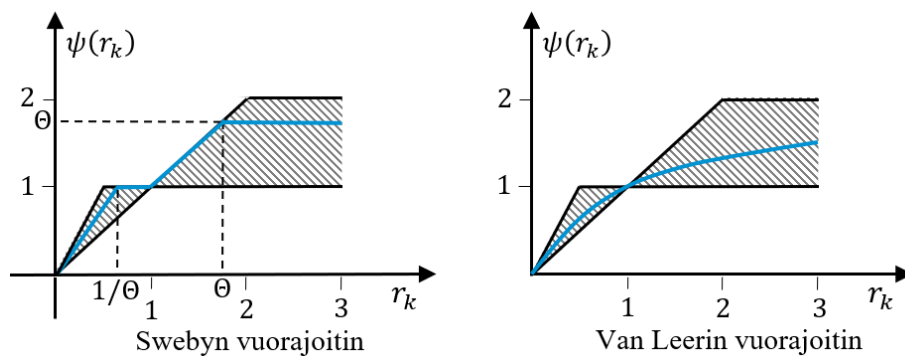 ψ(r_k)
2
Θ
1
1/Θ
1
Θ
2
3
r_k
Swebyn vuorajoitin
ψ(r_k)
2
1
1
2
3
r_k
Van Leerin vuorajoitin